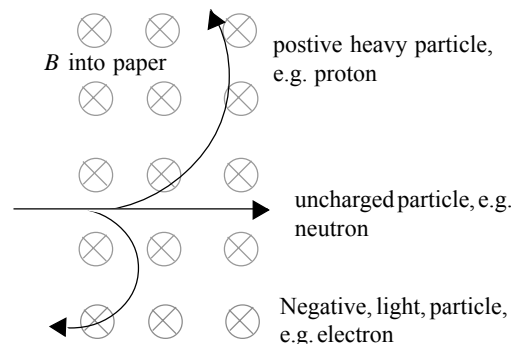 B into paper
postive heavy particle,
e.g. proton
uncharged particle, e.g.
neutron
Negative, light, particle,
e.g. electron